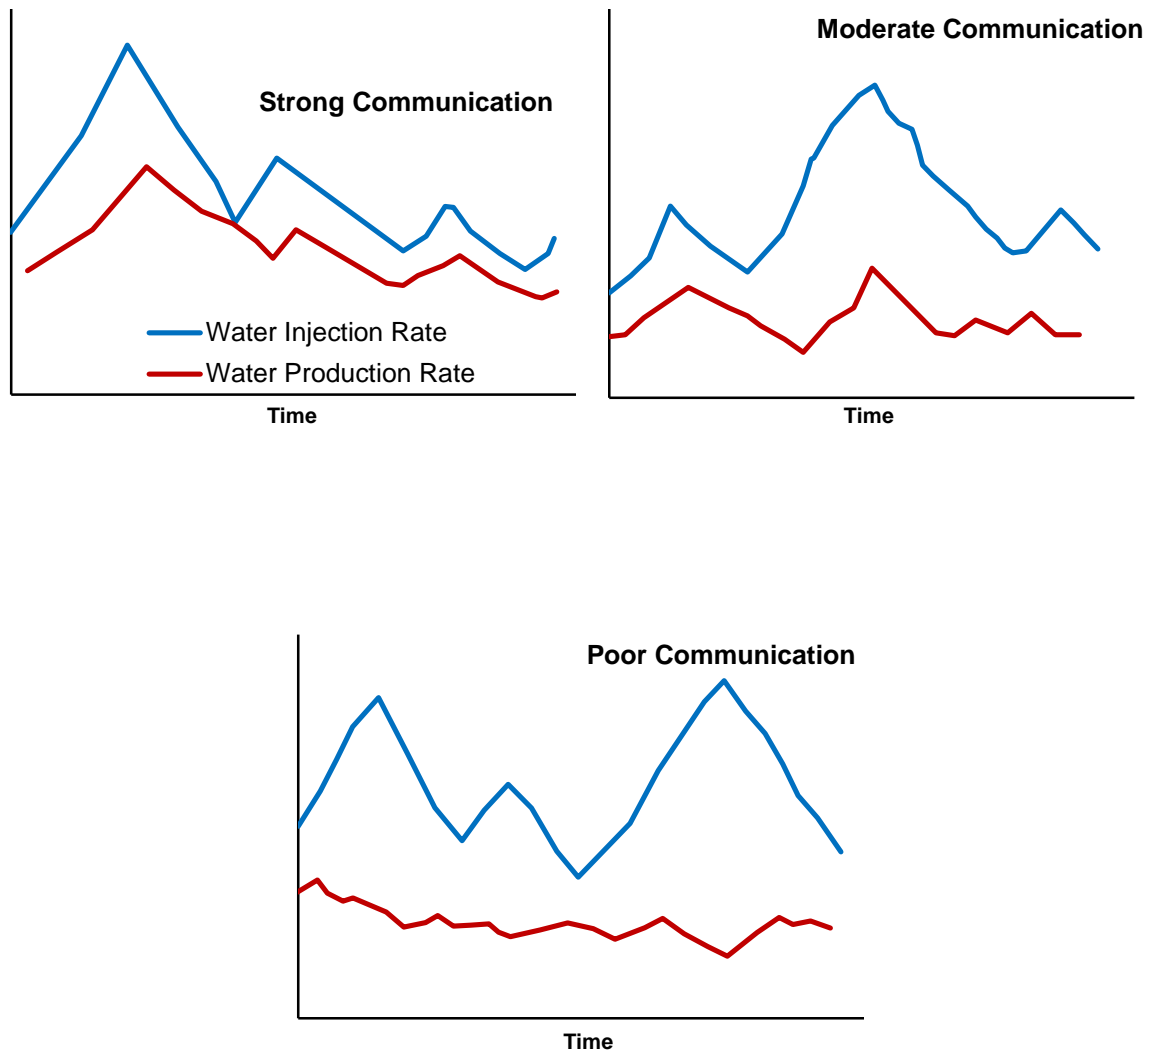 Strong Communication
Water Injection Rate
Water Production Rate
Time
Moderate Communication
Time
Poor Communication
Time